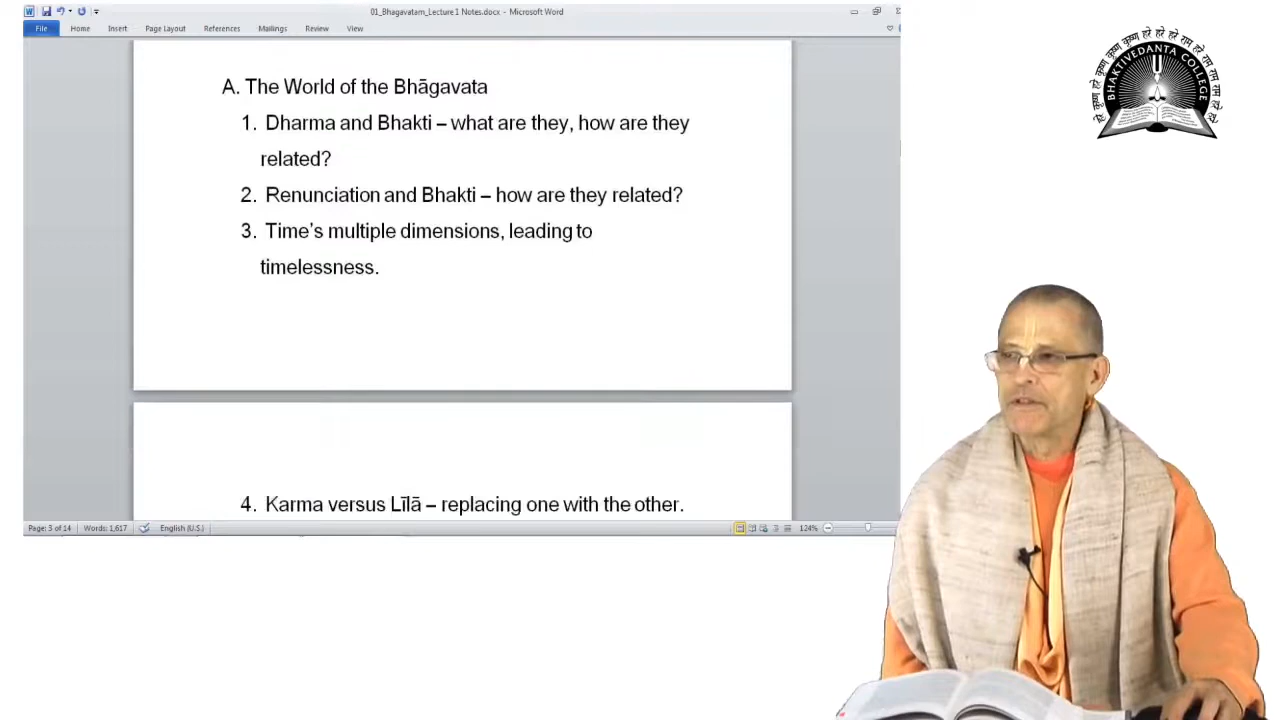 01_Bhagavatam_Lecture1 Notes.docx - Microsoft Word
File Home Insert Page Layout References Mailings Review View
A. The World of the Bhāgavata
1. Dharma and Bhakti – what are they, how are they
related?
2. Renunciation and Bhakti – how are they related?
3. Time's multiple dimensions, leading to
timelessness.
4. Karma versus Līlā – replacing one with the other.
Page: 3 of 14 Words: 1,617 English (U.S.) 124%
BHAKTIVEDANTA COLLEGE